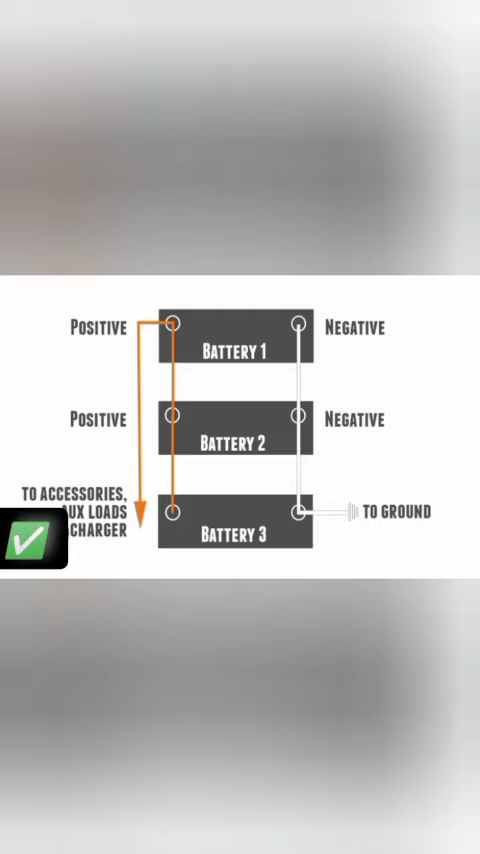 POSITIVE
BATTERY 1
NEGATIVE
POSITIVE
BATTERY 2
NEGATIVE
TO ACCESSORIES,
AUX LOADS
CHARGER
BATTERY 3
TO GROUND